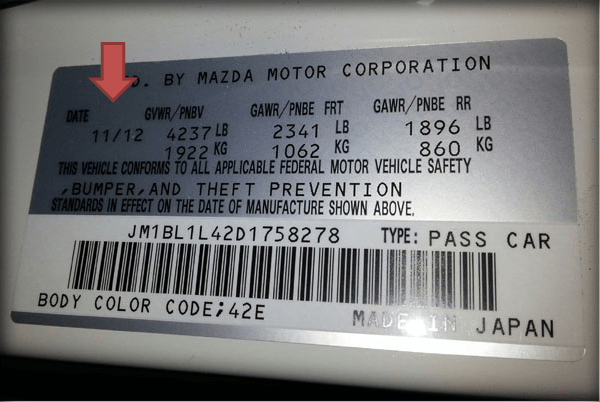 D. BY MAZDA MOTOR CORPORATION
DATE GVWR/PNBV GAWR/PNBE FRT GAWR/PNBE RR
11/12 4237 LB 2341 LB 1896 LB
1922 KG 1062 KG 860 KG
THIS VEHICLE CONFORMS TO ALL APPLICABLE FEDERAL MOTOR VEHICLE SAFETY
,BUMPER,AND THEFT PREVENTION
STANDARDS IN EFFECT ON THE DATE OF MANUFACTURE SHOWN ABOVE.
JM1BL1L42D1758278 TYPE: PASS CAR
BODY COLOR CODE;42E
MADE IN JAPAN